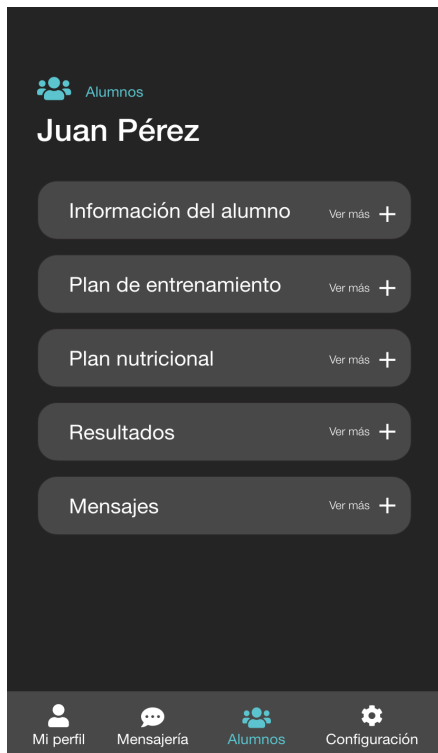 Alumnos
Juan Pérez
Información del alumno Ver más
Plan de entrenamiento Ver más
Plan nutricional Ver más
Resultados Ver más
Mensajes Ver más
Mi perfil Mensajería Alumnos Configuración